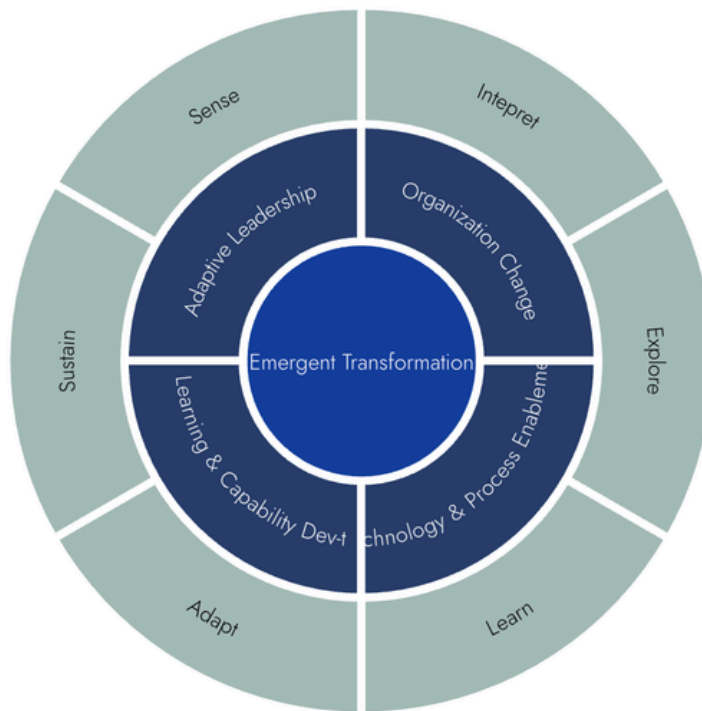 Sense
Intepret
Adaptive Leadership
Organization Change
Emergent Transformation
Sustain
Explore
Learning & Capability Dev-t
chnology & Process Enableme
Adapt
Learn